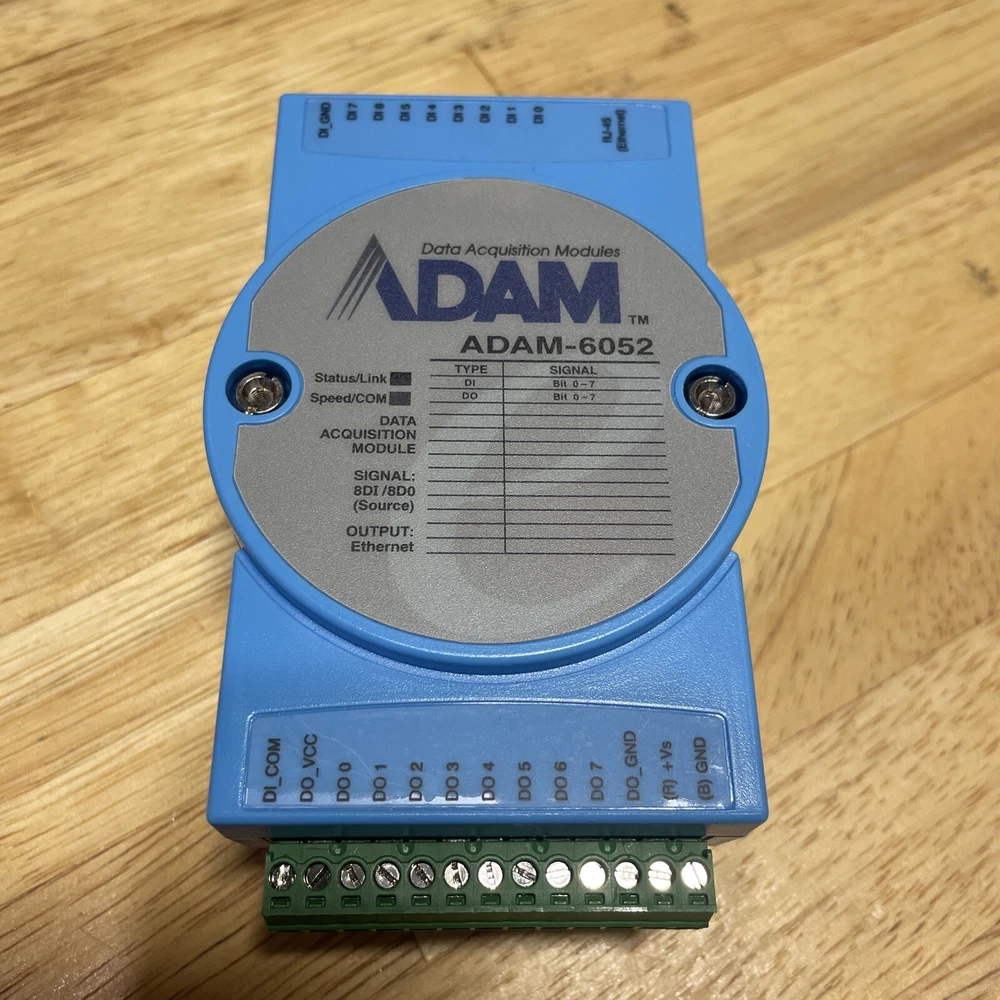 DI_GND DI 7 DI 6 DI 5 DI 4 DI 3 DI 2 DI 1 DI 0 RJ-45
(Ethernet)
Data Acquisition Modules
ADAM™
ADAM-6052
TYPE SIGNAL
Status/Link DI Bit 0 - 7
Speed/COM DO Bit 0 - 7
DATA
ACQUISITION
MODULE
SIGNAL:
8DI /8D0
(Source)
OUTPUT:
Ethernet
DI_COM DO_VCC DO 0 DO 1 DO 2 DO 3 DO 4 DO 5 DO 6 DO 7 DO_GND (R) +Vs (B) GND